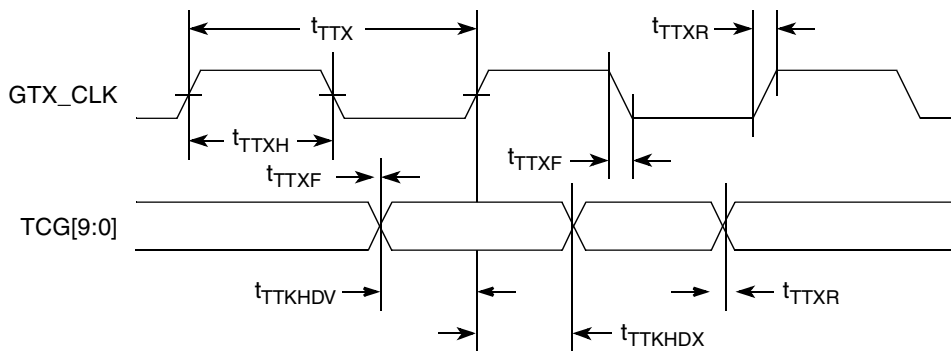 tTTX
tTTXR
GTX_CLK
tTTXH
tTTXF
tTTXF
TCG[9:0]
tTTKHDV
tTTXR
tTTKHDX